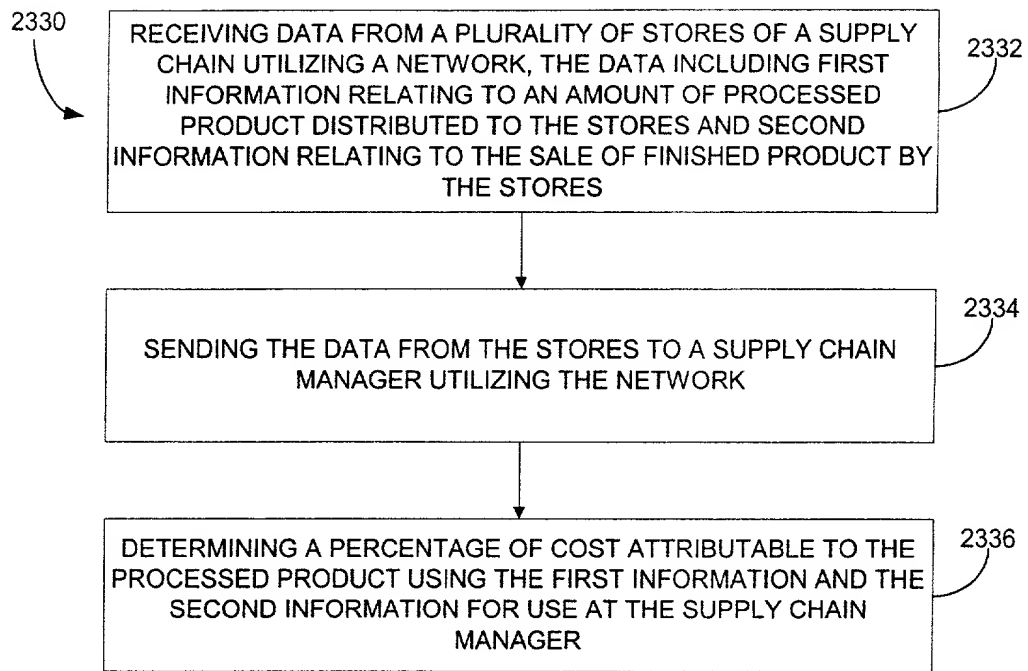 2330
RECEIVING DATA FROM A PLURALITY OF STORES OF A SUPPLY
CHAIN UTILIZING A NETWORK, THE DATA INCLUDING FIRST
INFORMATION RELATING TO AN AMOUNT OF PROCESSED
PRODUCT DISTRIBUTED TO THE STORES AND SECOND
INFORMATION RELATING TO THE SALE OF FINISHED PRODUCT BY
THE STORES
2332
SENDING THE DATA FROM THE STORES TO A SUPPLY CHAIN
MANAGER UTILIZING THE NETWORK
2334
DETERMINING A PERCENTAGE OF COST ATTRIBUTABLE TO THE
PROCESSED PRODUCT USING THE FIRST INFORMATION AND THE
SECOND INFORMATION FOR USE AT THE SUPPLY CHAIN
MANAGER
2336